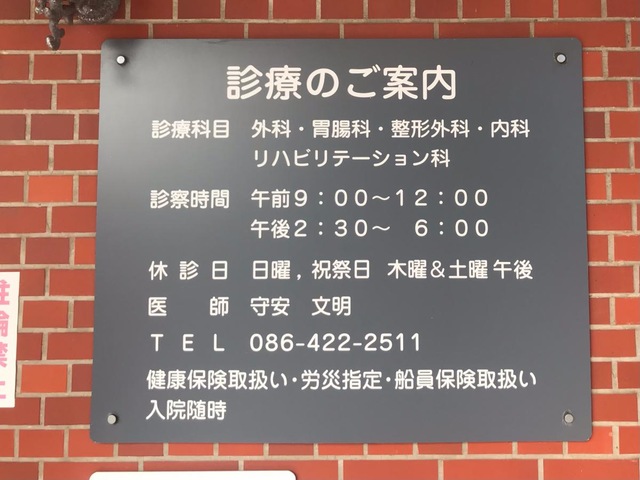 診療のご案内
診療科目 外科・胃腸科・整形外科・内科
リハビリテーション科
診察時間 午前9：00～12：00
午後2：30～ 6：00
休診日 日曜,祝祭日 木曜&土曜午後
医 師 守安 文明
TEL 086-422-2511
健康保険取扱い・労災指定・船員保険取扱い
入院随時
駐輪禁止